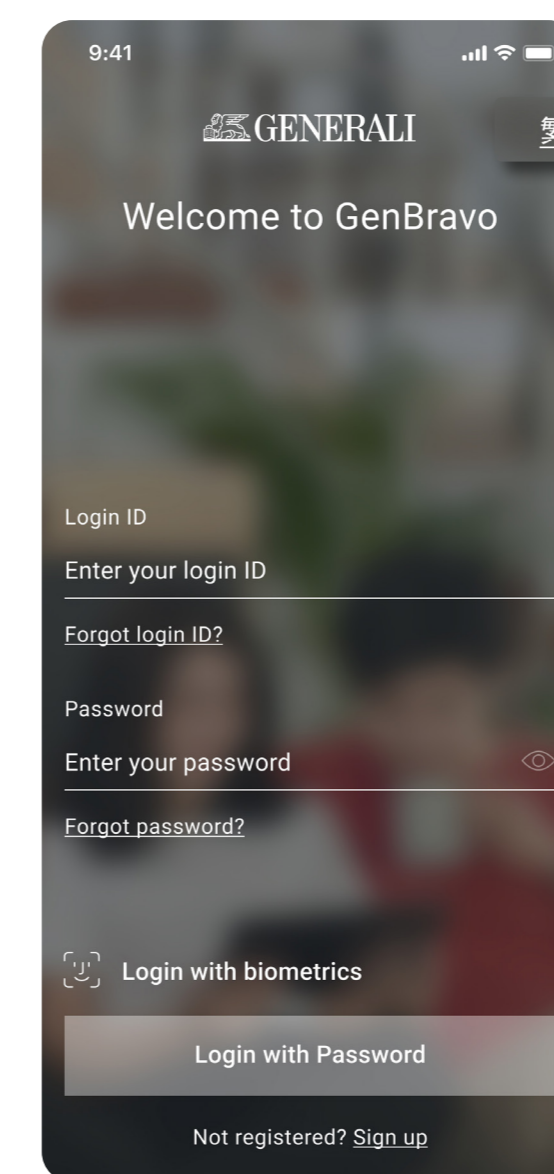 9:41
GENERALI
繁
Welcome to GenBravo
Login ID
Enter your login ID
Forgot login ID?
Password
Enter your password
Forgot password?
Login with biometrics
Login with Password
Not registered? Sign up